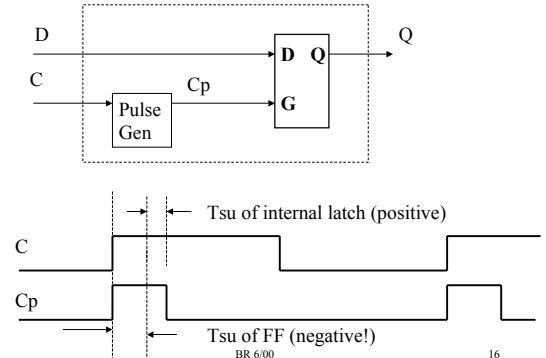 D
Q
D Q
C
Cp
Pulse
Gen
G
Tsu of internal latch (positive)
C
Cp
Tsu of FF (negative!)
BR 6/00
16